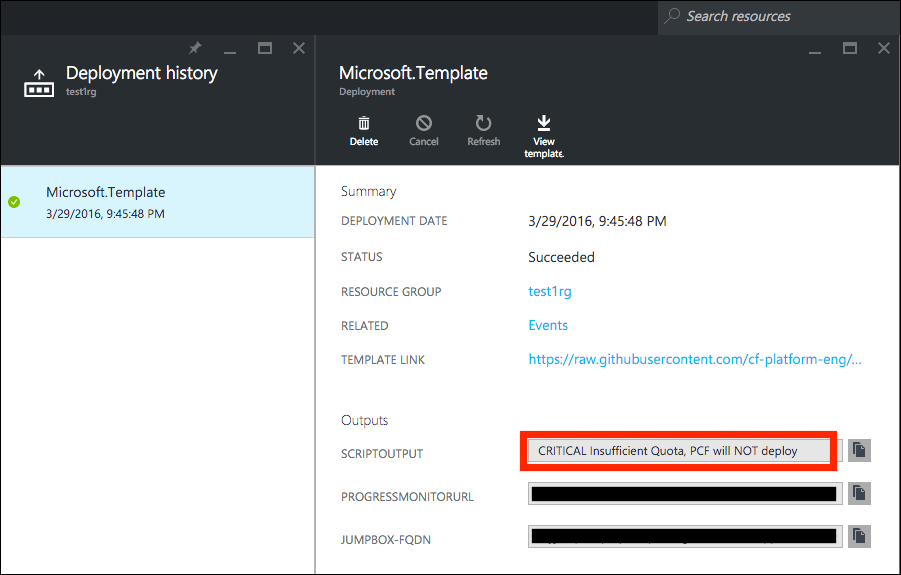 Search resources
Deployment history
test1rg
Microsoft.Template
Deployment
Delete
Cancel
Refresh
View
template.
Microsoft.Template
3/29/2016, 9:45:48 PM
Summary
DEPLOYMENT DATE 3/29/2016, 9:45:48 PM
STATUS Succeeded
RESOURCE GROUP test1rg
RELATED Events
TEMPLATE LINK https://raw.githubusercontent.com/cf-platform-eng/...
Outputs
SCRIPTOUTPUT CRITICAL Insufficient Quota, PCF will NOT deploy
PROGRESSMONITORURL
JUMPBOX-FQDN